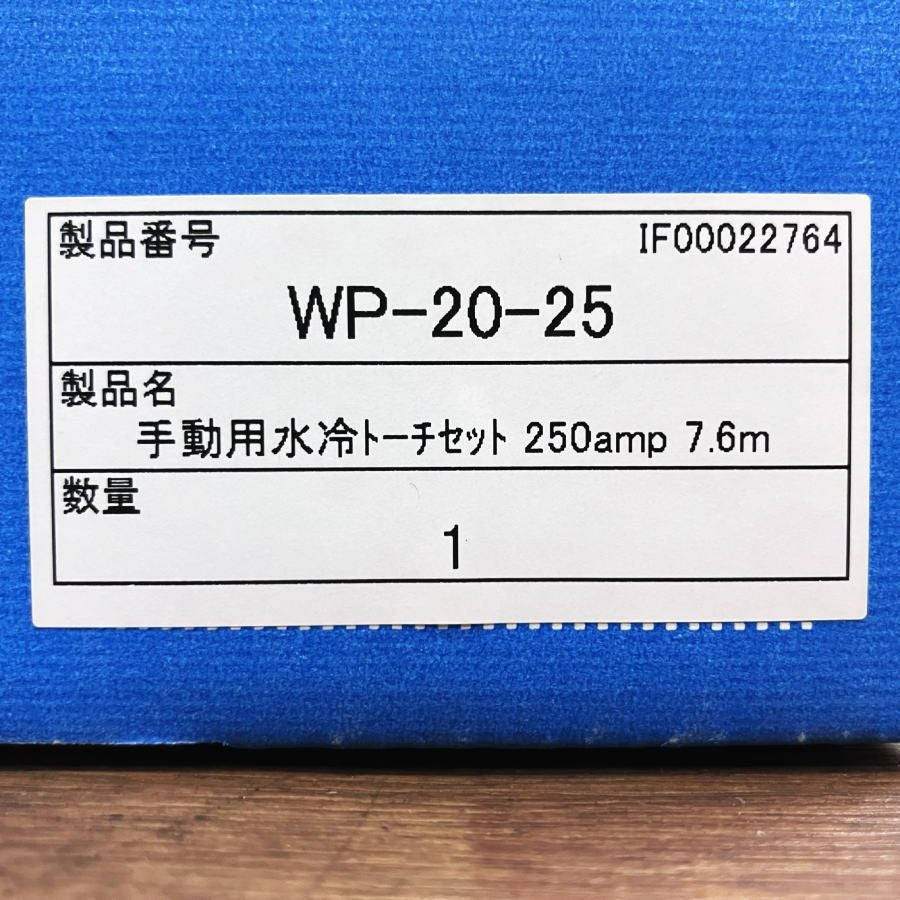 製品番号 IF00022764
WP-20-25
製品名
手動用水冷ﾄｰﾁｾｯﾄ 250amp 7.6m
数量
1